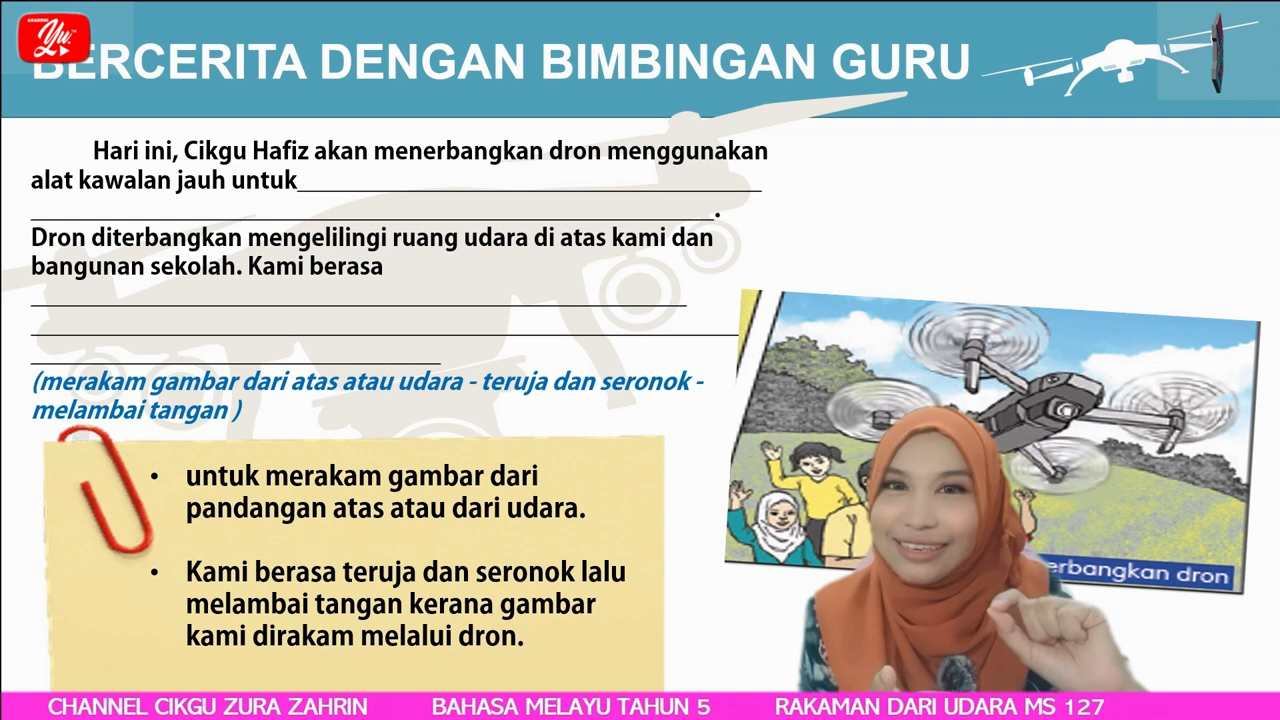 AKADEMI
YW
BERCERITA DENGAN BIMBINGAN GURU
Hari ini, Cikgu Hafiz akan menerbangkan dron menggunakan
alat kawalan jauh untuk
.
Dron diterbangkan mengelilingi ruang udara di atas kami dan
bangunan sekolah. Kami berasa
(merakam gambar dari atas atau udara - teruja dan seronok -
melambai tangan )
• untuk merakam gambar dari
pandangan atas atau dari udara.
• Kami berasa teruja dan seronok lalu
melambai tangan kerana gambar
kami dirakam melalui dron.
erbangkan dron
CHANNEL CIKGU ZURA ZAHRIN BAHASA MELAYU TAHUN 5 RAKAMAN DARI UDARA MS 127